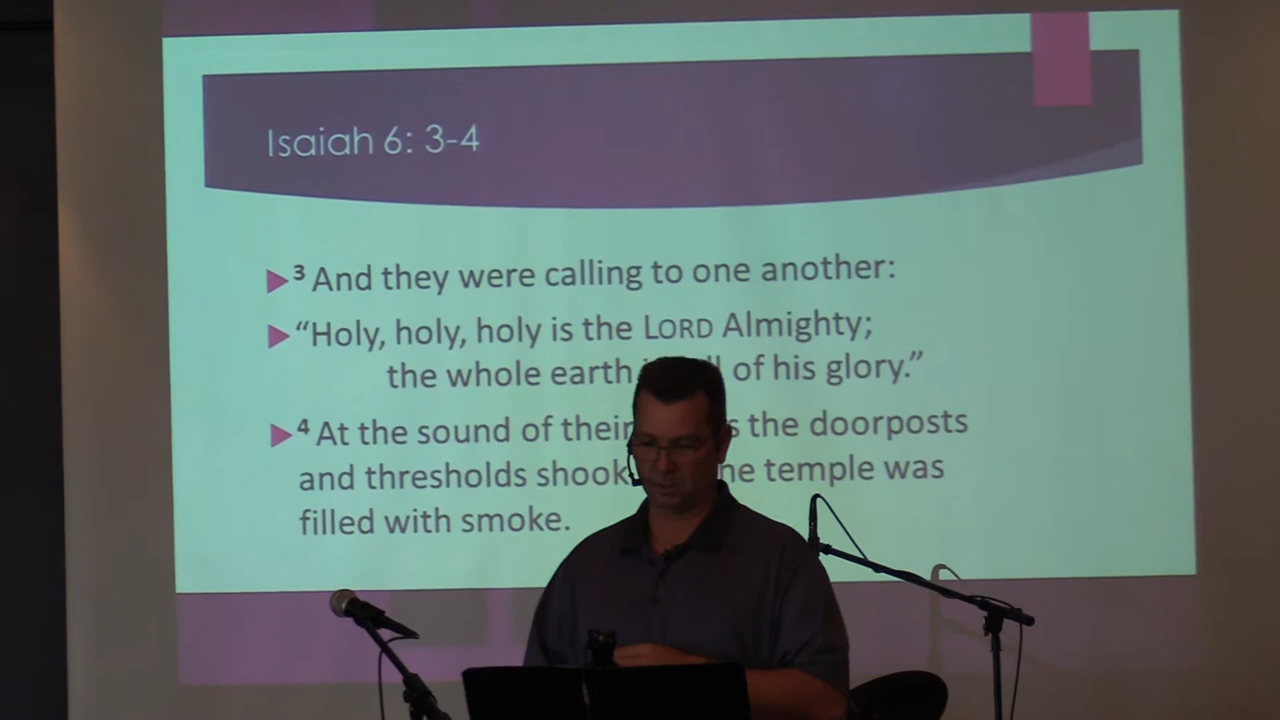 Isaiah 6: 3-4
3 And they were calling to one another:
“Holy, holy, holy is the LORD Almighty;
the whole earth of his glory.”
4 At the sound of their the doorposts
and thresholds shook temple was
filled with smoke.